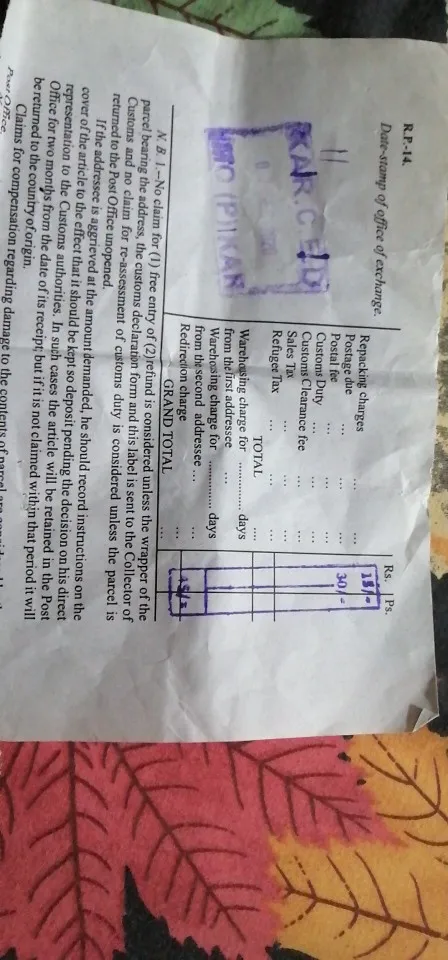 R.P.-14.
Date-stamp of office of exchange.
KAR.C
(P)
Rs. Ps.
Repacking charges ...
Postage due ...
Postal fee ...
Customs Duty ... ...
Customs Clearance fee ...
Sales Tax ... ...
Refugee Tax ... ...
TOTAL ....
Warehousing charge for ............ days
from the first addressee ...
Warehousing charge for ............ days
from the second addressee ...
Redirection charge ...
GRAND TOTAL ...
30/=
N. B. 1.—No claim for (1) free entry of (2) refund is considered unless the wrapper of the
parcel bearing the address, the customs declaration form and this label is sent to the Collector of
Customs and no claim for re-assessment of customs duty is considered unless the parcel is
returned to the Post Office unopened.
If the addressee is aggrieved at the amount demanded, he should record instructions on the
cover of the article to the effect that it should be kept so deposit pending the decision on his direct
representation to the Customs authorities. In such cases the article will be retained in the Post
Office for two months from the date of its receipt, but if it is not claimed within that period it will
be returned to the country of origin.
Claims for compensation regarding damage to the contents of parcel are
Post Office.